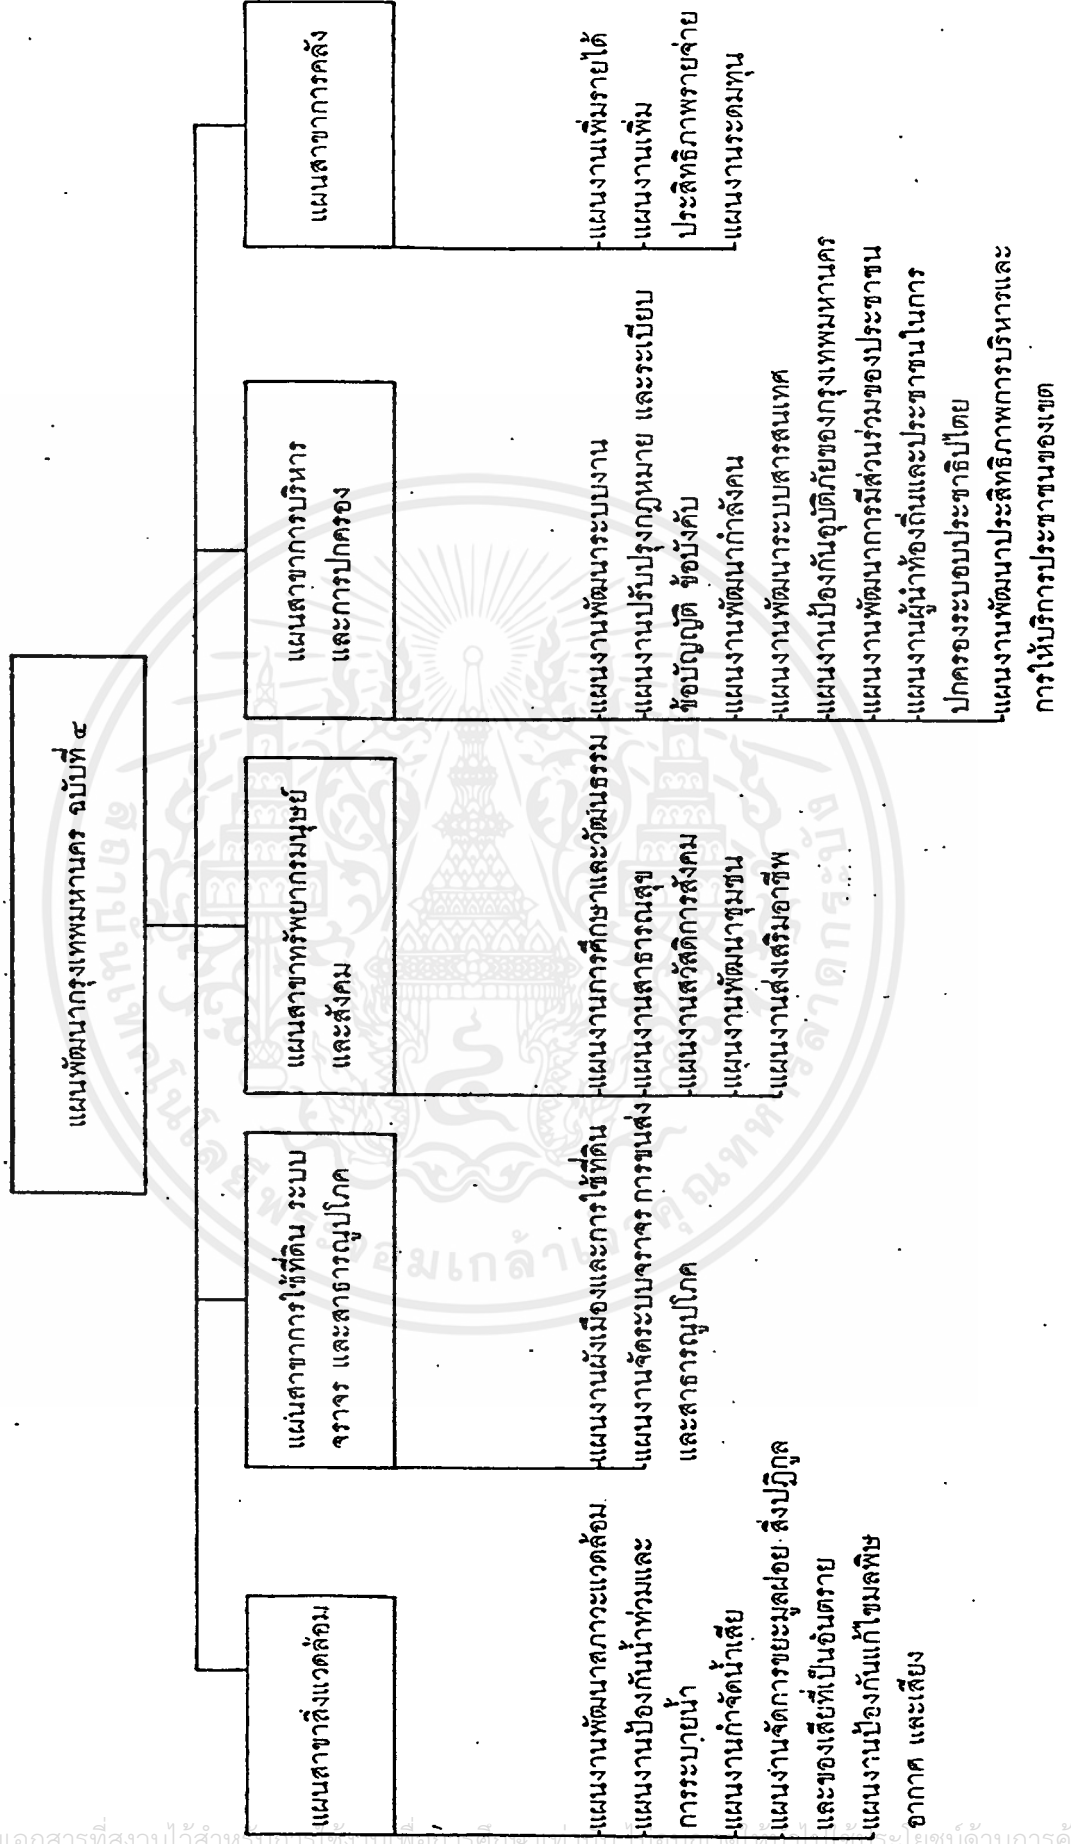 แผนพัฒนากรุงเทพมหานคร ฉบับที่ ๔
แผนสาขาสิ่งแวดล้อม
-แผนงานพัฒนาสภาวะแวดล้อม
-แผนงานป้องกันน้ำท่วมและ
การระบายน้ำ
-แผนงานกำจัดน้ำเสีย
-แผนงานจัดการขยะมูลฝอย สิ่งปฏิกูล
และของเสียที่เป็นอันตราย
-แผนงานป้องกันแก้ไขมลพิษ
อากาศ และเสียง
แผนสาขาการใช้ที่ดิน ระบบ
จราจร และสาธารณูปโภค
-แผนงานผังเมืองและการใช้ที่ดิน
-แผนงานจัดระบบจราจร การขนส่ง
และสาธารณูปโภค
แผนสาขาทรัพยากรมนุษย์
และสังคม
-แผนงานการศึกษาและวัฒนธรรม
-แผนงานสาธารณสุข
-แผนงานสวัสดิการสังคม
-แผนงานพัฒนาชุมชน
-แผนงานส่งเสริมอาชีพ
แผนสาขาการบริหาร
และการปกครอง
-แผนงานพัฒนาระบบงาน
-แผนงานปรับปรุงกฎหมาย และระเบียบ
ข้อบัญญัติ ข้อบังคับ
-แผนงานพัฒนากำลังคน
-แผนงานพัฒนาระบบสารสนเทศ
-แผนงานป้องกันอุบัติภัยของกรุงเทพมหานคร
-แผนงานพัฒนาการมีส่วนร่วมของประชาชน
-แผนงานผู้นำท้องถิ่นและประชาชนในการ
ปกครองระบอบประชาธิปไตย
-แผนงานพัฒนาประสิทธิภาพการบริหารและ
การให้บริการประชาชนของเขต
แผนสาขาการคลัง
-แผนงานเพิ่มรายได้
-แผนงานเพิ่ม
ประสิทธิภาพรายจ่าย
-แผนงานระดมทุน
สถาบันเทคโนโลยีพระจอมเกล้าเจ้าคุณทหารลาดกระบัง